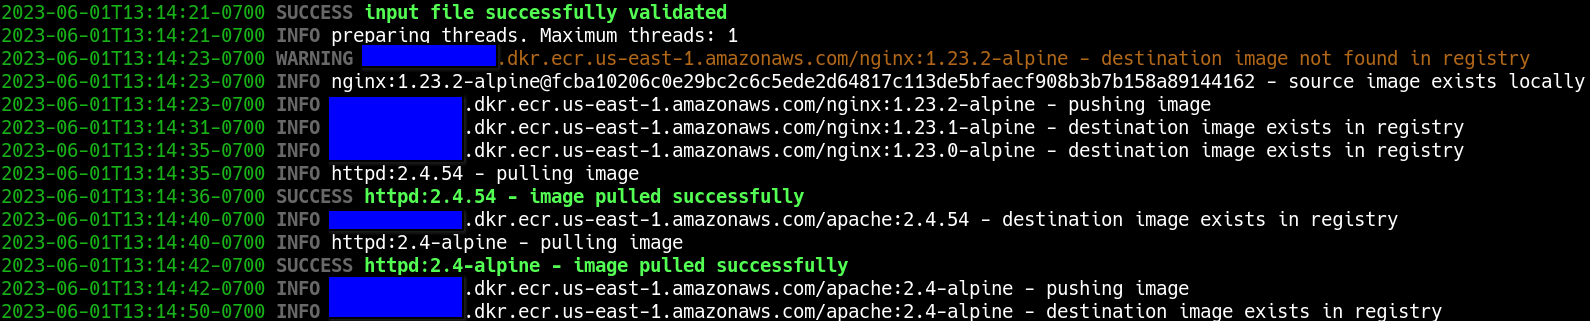 2023-06-01T13:14:21-0700 SUCCESS input file successfully validated
2023-06-01T13:14:21-0700 INFO preparing threads. Maximum threads: 1
2023-06-01T13:14:23-0700 WARNING .dkr.ecr.us-east-1.amazonaws.com/nginx:1.23.2-alpine - destination image not found in registry
2023-06-01T13:14:23-0700 INFO nginx:1.23.2-alpine@fcba10206c0e29bc2c6c5ede2d64817c113de5bfaecf908b3b7b158a89144162 - source image exists locally
2023-06-01T13:14:23-0700 INFO .dkr.ecr.us-east-1.amazonaws.com/nginx:1.23.2-alpine - pushing image
2023-06-01T13:14:31-0700 INFO .dkr.ecr.us-east-1.amazonaws.com/nginx:1.23.1-alpine - destination image exists in registry
2023-06-01T13:14:35-0700 INFO .dkr.ecr.us-east-1.amazonaws.com/nginx:1.23.0-alpine - destination image exists in registry
2023-06-01T13:14:35-0700 INFO httpd:2.4.54 - pulling image
2023-06-01T13:14:36-0700 SUCCESS httpd:2.4.54 - image pulled successfully
2023-06-01T13:14:40-0700 INFO .dkr.ecr.us-east-1.amazonaws.com/apache:2.4.54 - destination image exists in registry
2023-06-01T13:14:40-0700 INFO httpd:2.4-alpine - pulling image
2023-06-01T13:14:42-0700 SUCCESS httpd:2.4-alpine - image pulled successfully
2023-06-01T13:14:42-0700 INFO .dkr.ecr.us-east-1.amazonaws.com/apache:2.4-alpine - pushing image
2023-06-01T13:14:50-0700 INFO .dkr.ecr.us-east-1.amazonaws.com/apache:2.4-alpine - destination image exists in registry